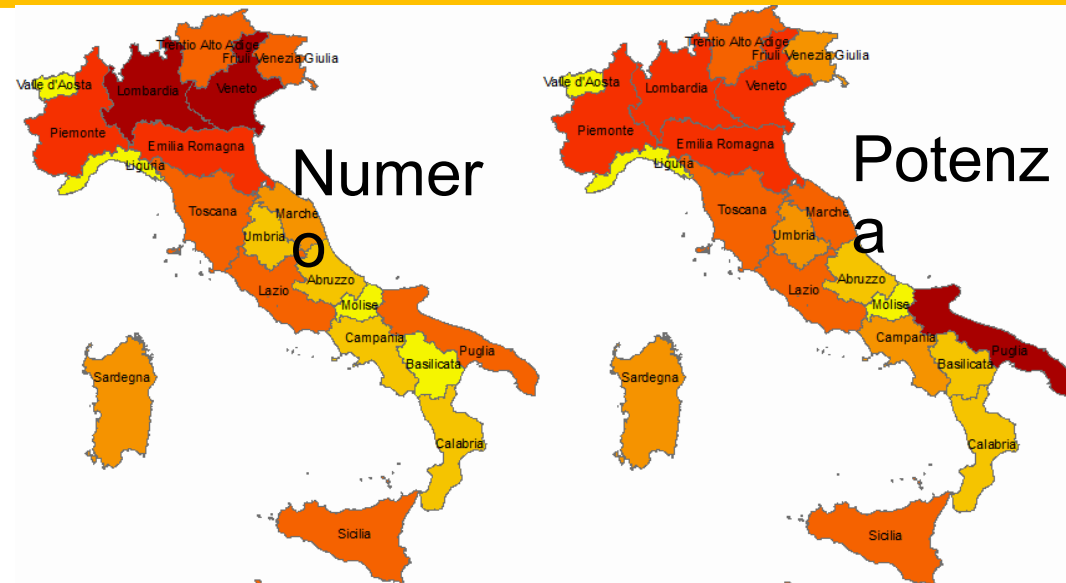 Trentio Alto Adige
Friuli Venezia Giulia
Valle d'Aosta
Lombardia
Veneto
Piemonte
Emilia Romagna
Liguria
Toscana
Marche
Umbria
Abruzzo
Lazio
Molise
Campania
Puglia
Basilicata
Sardegna
Calabria
Sicilia
Numer
o
Trentio Alto Adige
Friuli Venezia Giulia
Valle d'Aosta
Lombardia
Veneto
Piemonte
Emilia Romagna
Liguria
Toscana
Marche
Umbria
Abruzzo
Lazio
Molise
Campania
Puglia
Basilicata
Sardegna
Calabria
Sicilia
Potenz
a